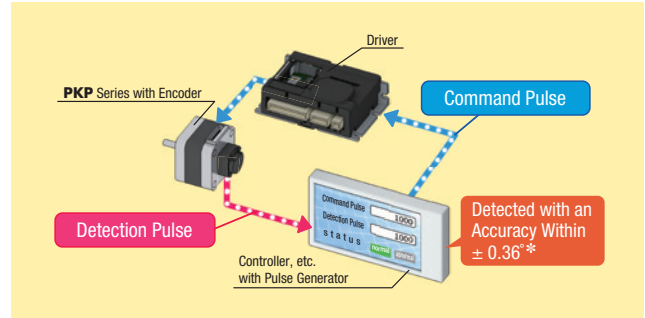 Driver
PKP Series with Encoder
Command Pulse
Command Pulse
1000
Detection Pulse
1000
status
normal
Detection Pulse
Detected with an
Accuracy Within
± 0.36°*
Controller, etc.
with Pulse Generator